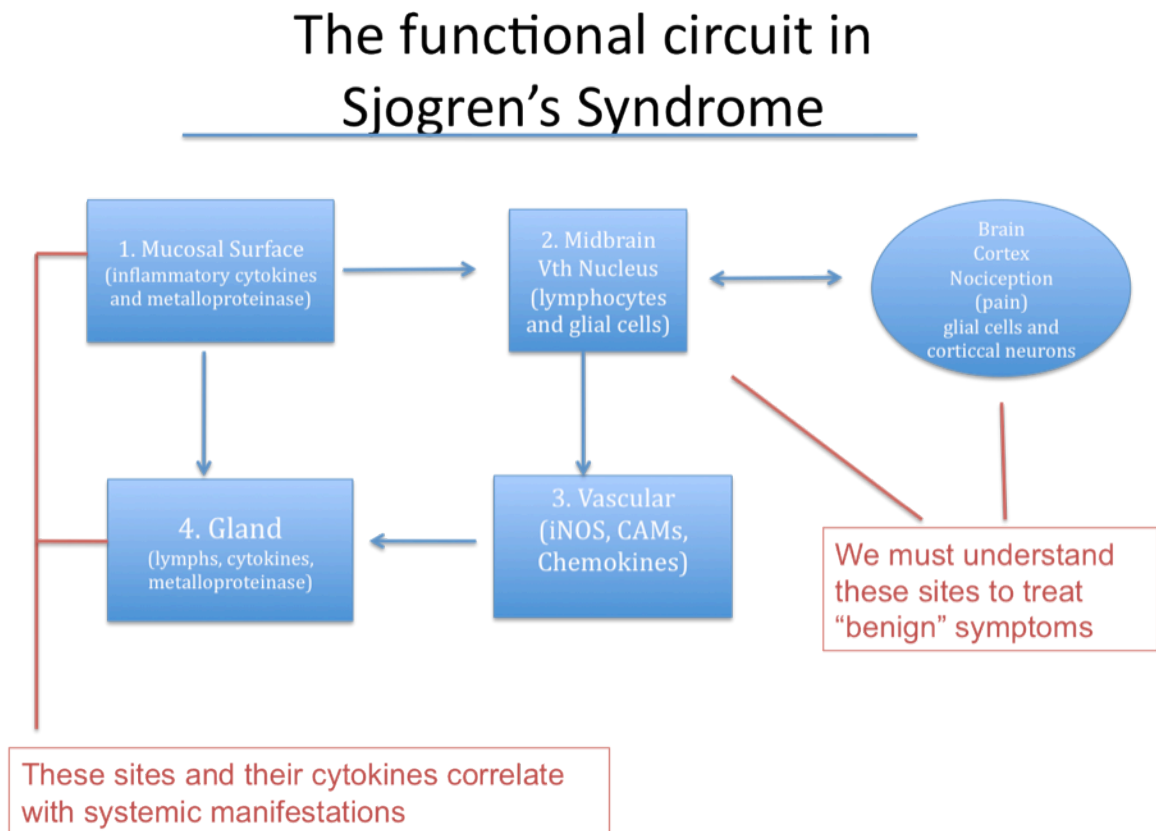 The functional circuit in
Sjogren’s Syndrome
1. Mucosal Surface
(inflammatory cytokines
and metalloproteinase)
2. Midbrain
Vth Nucleus
(lymphocytes
and glial cells)
Brain
Cortex
Nociception
(pain)
glial cells and
corticcal neurons
4. Gland
(lymphs, cytokines,
metalloproteinase)
3. Vascular
(iNOS, CAMs,
Chemokines)
We must understand
these sites to treat
“benign” symptoms
These sites and their cytokines correlate
with systemic manifestations